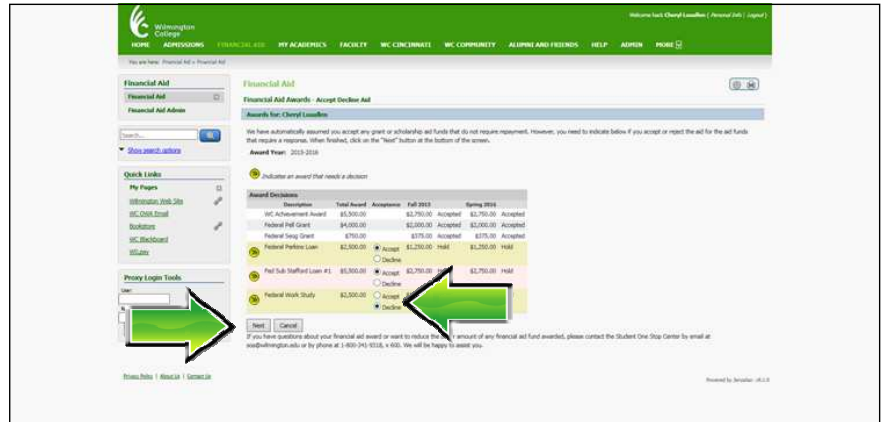 Welcome back Cheryl Louallen ( Personal Info | Logout )
Wilmington
College
HOME ADMISSIONS FINANCIAL AID MY ACADEMICS FACULTY WC CINCINNATI WC COMMUNITY ALUMNI AND FRIENDS HELP ADMIN MORE
You are here: Financial Aid > Financial Aid
Financial Aid
Financial Aid
Financial Aid Admin
Search...
Show search options
Quick Links
My Pages
Wilmington Web Site
WC OWA Email
Bookstore
WC Blackboard
Proxy Login Tools
User:
Financial Aid
Financial Aid Awards - Accept Decline Aid
Awards for: Cheryl Louallen
We have automatically assumed you accept any grant or scholarship aid funds that do not require repayment. However, you need to indicate below if you accept or reject the aid for the aid funds
that require a response. When finished, click on the "Next" button at the bottom of the screen.
Award Year: 2015-2016
Indicates an award that needs a decision
Award Decisions
Description Total Award Acceptance Fall 2015 Spring 2016
WC Achievement Award $5,500.00 $2,750.00 Accepted $2,750.00 Accepted
Federal Pell Grant $4,000.00 $2,000.00 Accepted $2,000.00 Accepted
Federal Seog Grant $750.00 $375.00 Accepted $375.00 Accepted
Federal Perkins Loan $2,500.00 Accept $1,250.00 Hold $1,250.00 Hold
Decline
Fed Sub Stafford Loan #1 $5,500.00 Accept $2,750.00 Hold $2,750.00 Hold
Decline
Federal Work Study $2,500.00 Accept
Decline
Next Cancel
If you have questions about your financial aid award or want to reduce the amount of any financial aid fund awarded, please contact the Student One Stop Center by email at
sos@wilmington.edu or by phone at 1-800-341-9318, x 600. We will be happy to assist you.
Privacy Policy | About Us | Contact Us
Powered by Jenzabar.